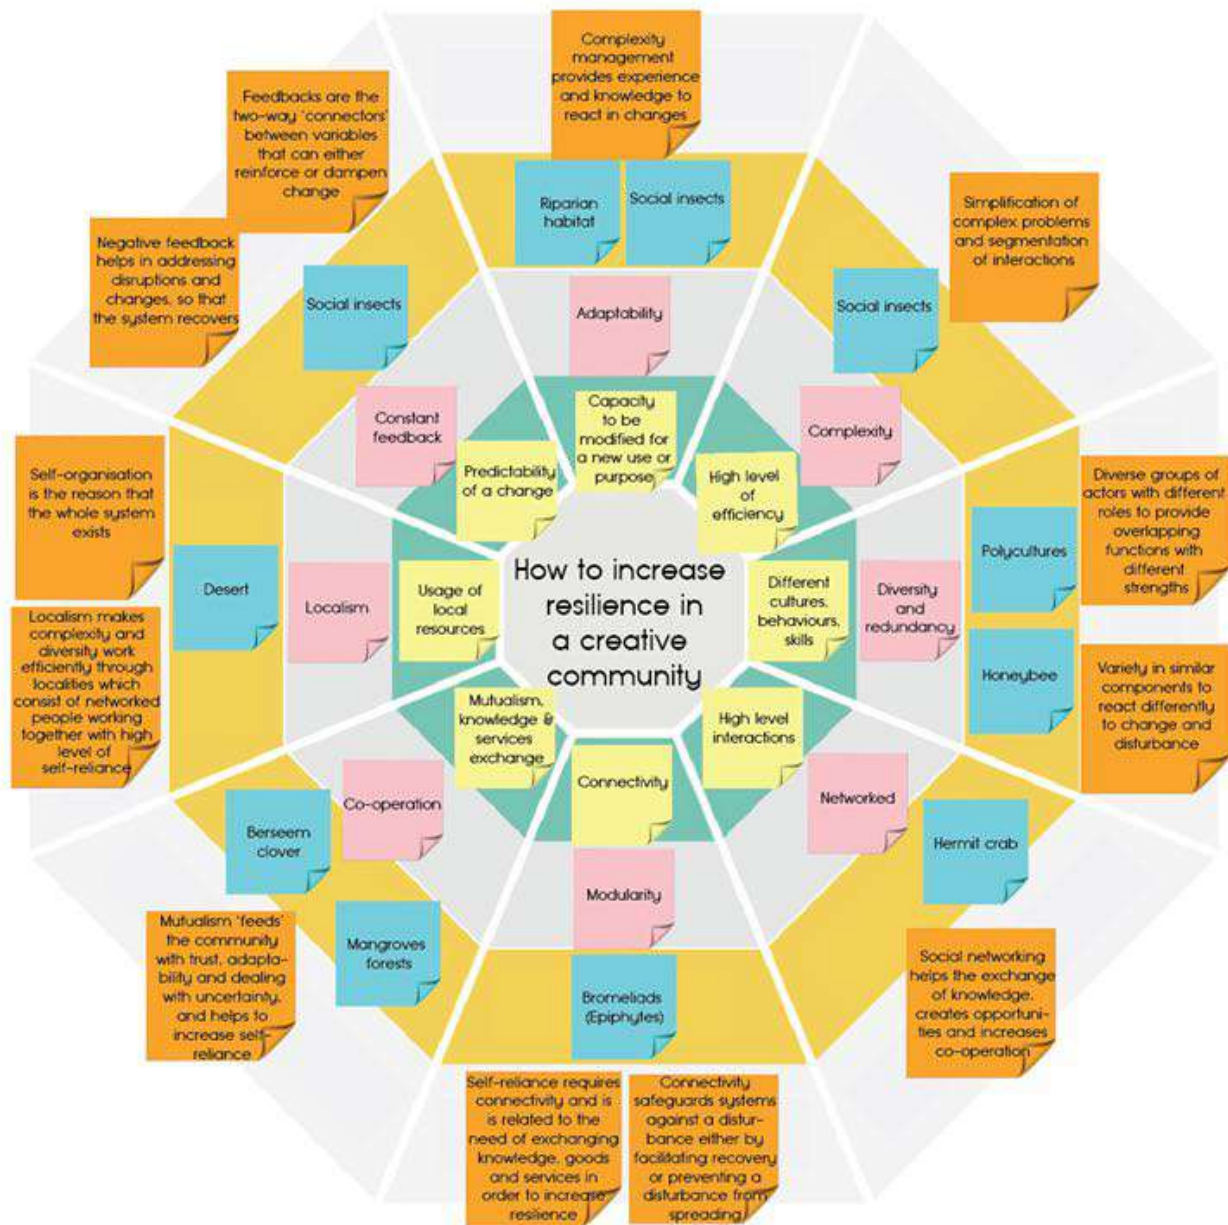 Complexity
management
provides experience
and knowledge to
react in changes
Feedbacks are the
two-way 'connectors'
between variables
that can either
reinforce or dampen
change
Negative feedback
helps in addressing
disruptions and
changes, so that
the system recovers
Riparian
habitat
Social insects
Simplification of
complex problems
and segmentation
of interactions
Social insects
Social insects
Adaptability
Constant
feedback
Complexity
Predictability
of a change
Capacity
to be
modified for
a new use or
purpose
High level
of
efficiency
Self-organisation
is the reason that
the whole system
exists
Localism makes
complexity and
diversity work
efficiently through
localities which
consist of networked
people working
together with high
level of
self-reliance
Desert
Localism
Usage of
local
resources
How to increase
resilience in
a creative
community
Different
cultures,
behaviours,
skills
Diversity
and
redundancy
Polycultures
Honeybee
Diverse groups of
actors with different
roles to provide
overlapping
functions with
different
strengths
Variety in similar
components to
react differently
to change and
disturbance
Mutualism,
knowledge &
services
exchange
Connectivity
High level
interactions
Co-operation
Modularity
Networked
Berseem
clover
Mangroves
forests
Bromeliads
(Epiphytes)
Hermit crab
Mutualism 'feeds'
the community
with trust, adapta-
bility and dealing
with uncertainty,
and helps to
increase self-
reliance
Self-reliance requires
connectivity and is
is related to the
need of exchanging
knowledge, goods
and services in
order to increase
resilience
Connectivity
safeguards systems
against a distur-
bance either by
facilitating recovery
or preventing a
disturbance from
spreading
Social networking
helps the exchange
of knowledge,
creates opportuni-
ties and increases
co-operation